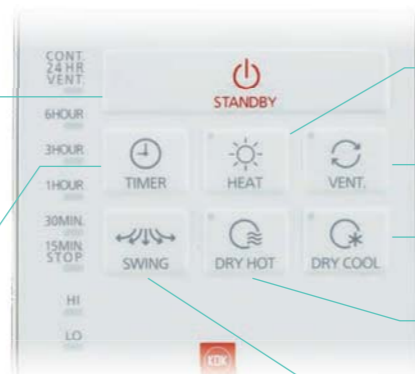 CONT.
24 HR
VENT.
6HOUR
3HOUR
1HOUR
30MIN.
15MIN.
STOP
HI
LO
STANDBY
TIMER
HEAT
VENT.
SWING
DRY HOT
DRY COOL
KDK